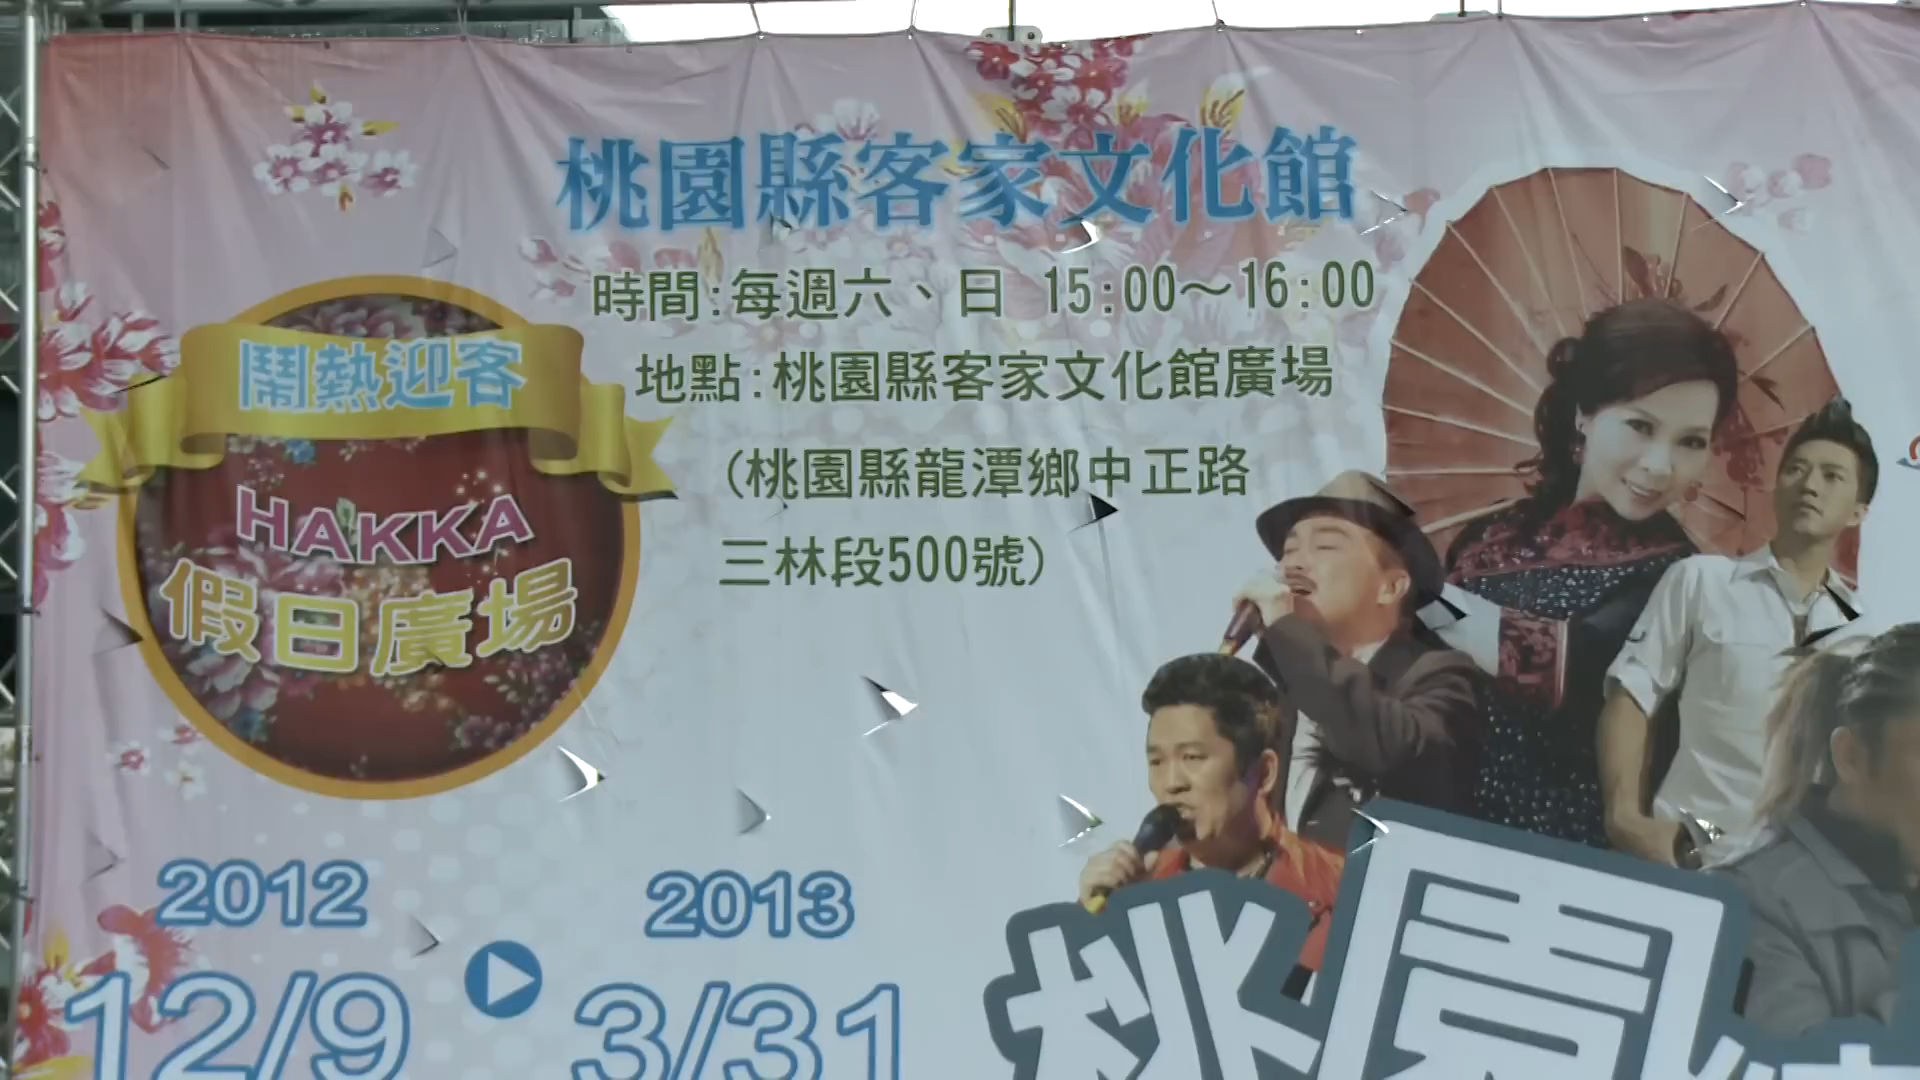 桃園縣客家文化館
時間:每週六、日 15:00~16:00
地點:桃園縣客家文化館廣場
(桃園縣龍潭鄉中正路
三林段500號)
鬧熱迎客
HAKKA
假日廣場
2012
12/9
2013
3/31
桃園